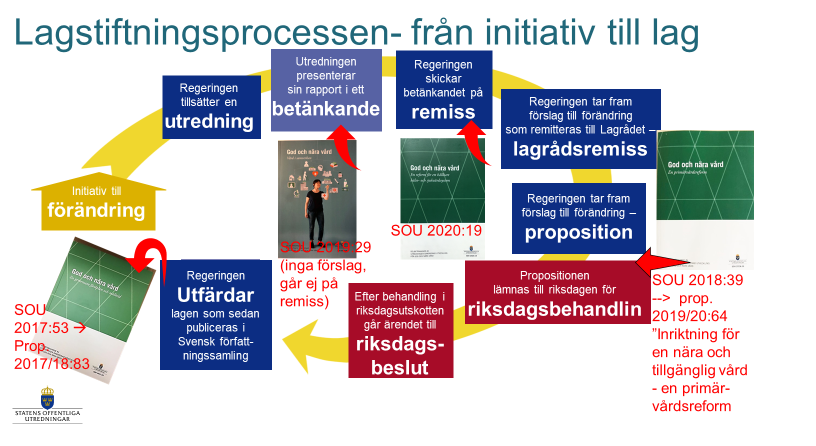 Lagstiftningsprocessen- från initiativ till lag
Initiativ till
förändring
Regeringen
tillsätter en
utredning
Utredningen
presenterar
sin rapport i ett
betänkande
Regeringen
skickar
betänkandet på
remiss
Regeringen tar fram
förslag till förändring
som remitteras till Lagrådet –
lagrådsremiss
Regeringen tar fram
förslag till förändring –
proposition
Propositionen
lämnas till riksdagen för
riksdagsbehandlin
Efter behandling i
riksdagsutskotten
går ärendet till
riksdags-
beslut
Regeringen
Utfärdar
lagen som sedan
publiceras i
Svensk författ-
ningssamling
God och nära vård
SOU 2019:29
(inga förslag,
går ej på
remiss)
God och nära vård
SOU 2020:19
God och nära vård
En primärvårdsreform
SOU 2018:39
--> prop.
2019/20:64
”Inriktning för
en nära och
tillgänglig vård
- en primär-
vårdsreform
God och nära vård
SOU
2017:53 →
Prop
2017/18:83
STATENS OFFENTLIGA
UTREDNINGAR